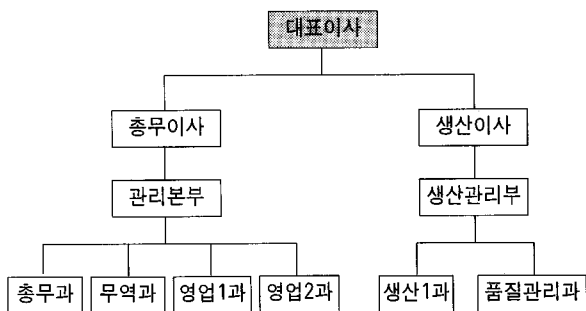 대표이사
총무이사 생산이사
관리본부 생산관리부
총무과 무역과 영업1과 영업2과 생산1과 품질관리과